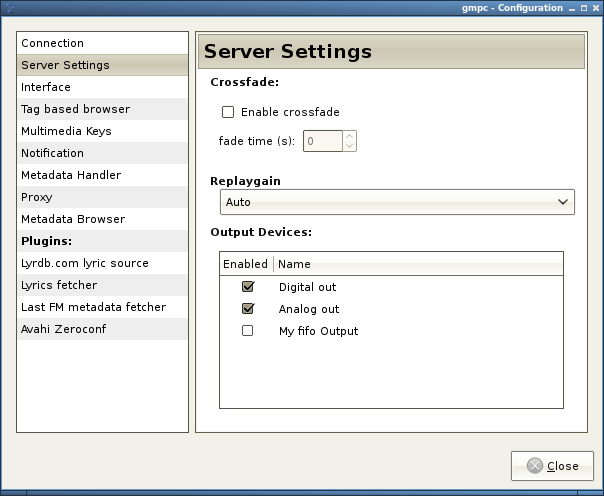 gmpc - Configuration
Connection
Server Settings
Interface
Tag based browser
Multimedia Keys
Notification
Metadata Handler
Proxy
Metadata Browser
Plugins:
Lyrdb.com lyric source
Lyrics fetcher
Last FM metadata fetcher
Avahi Zeroconf
Server Settings
Crossfade:
Enable crossfade
fade time (s): 0
Replaygain
Auto
Output Devices:
Enabled Name
Digital out
Analog out
My fifo Output
Close